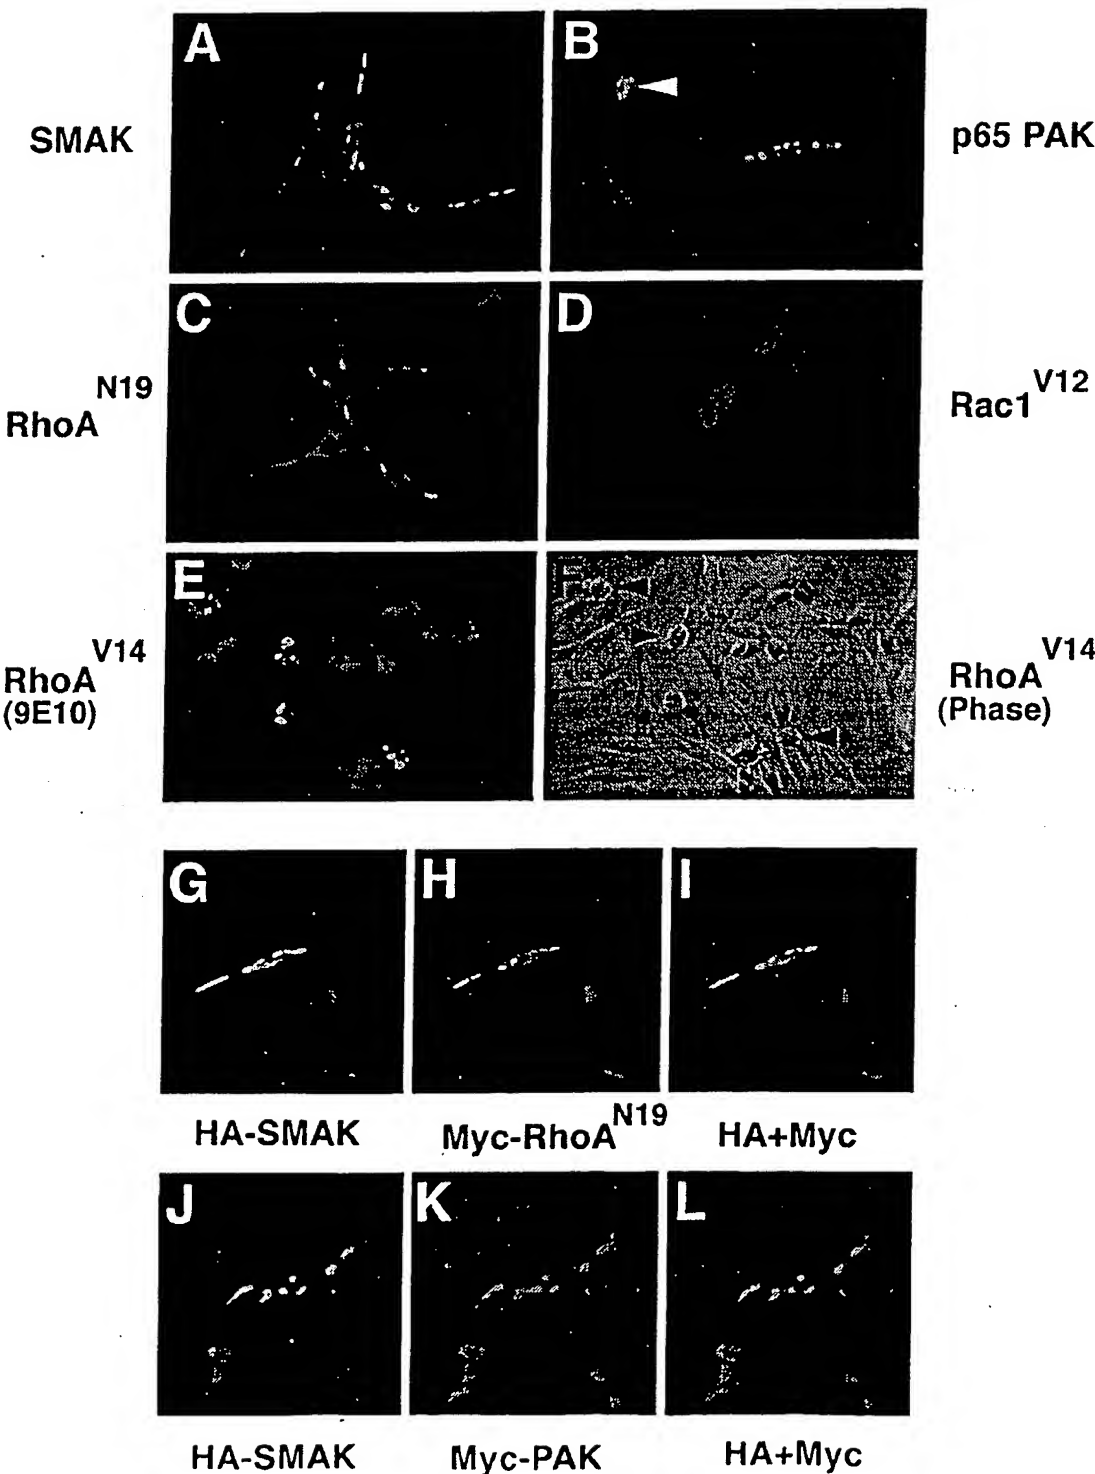 A
B
SMAK
p65 PAK
C
D
RhoA N19
Rac1 V12
E
F
RhoA V14
(9E10)
RhoA V14
(Phase)
G
H
I
HA-SMAK
Myc-RhoA N19
HA+Myc
J
K
L
HA-SMAK
Myc-PAK
HA+Myc